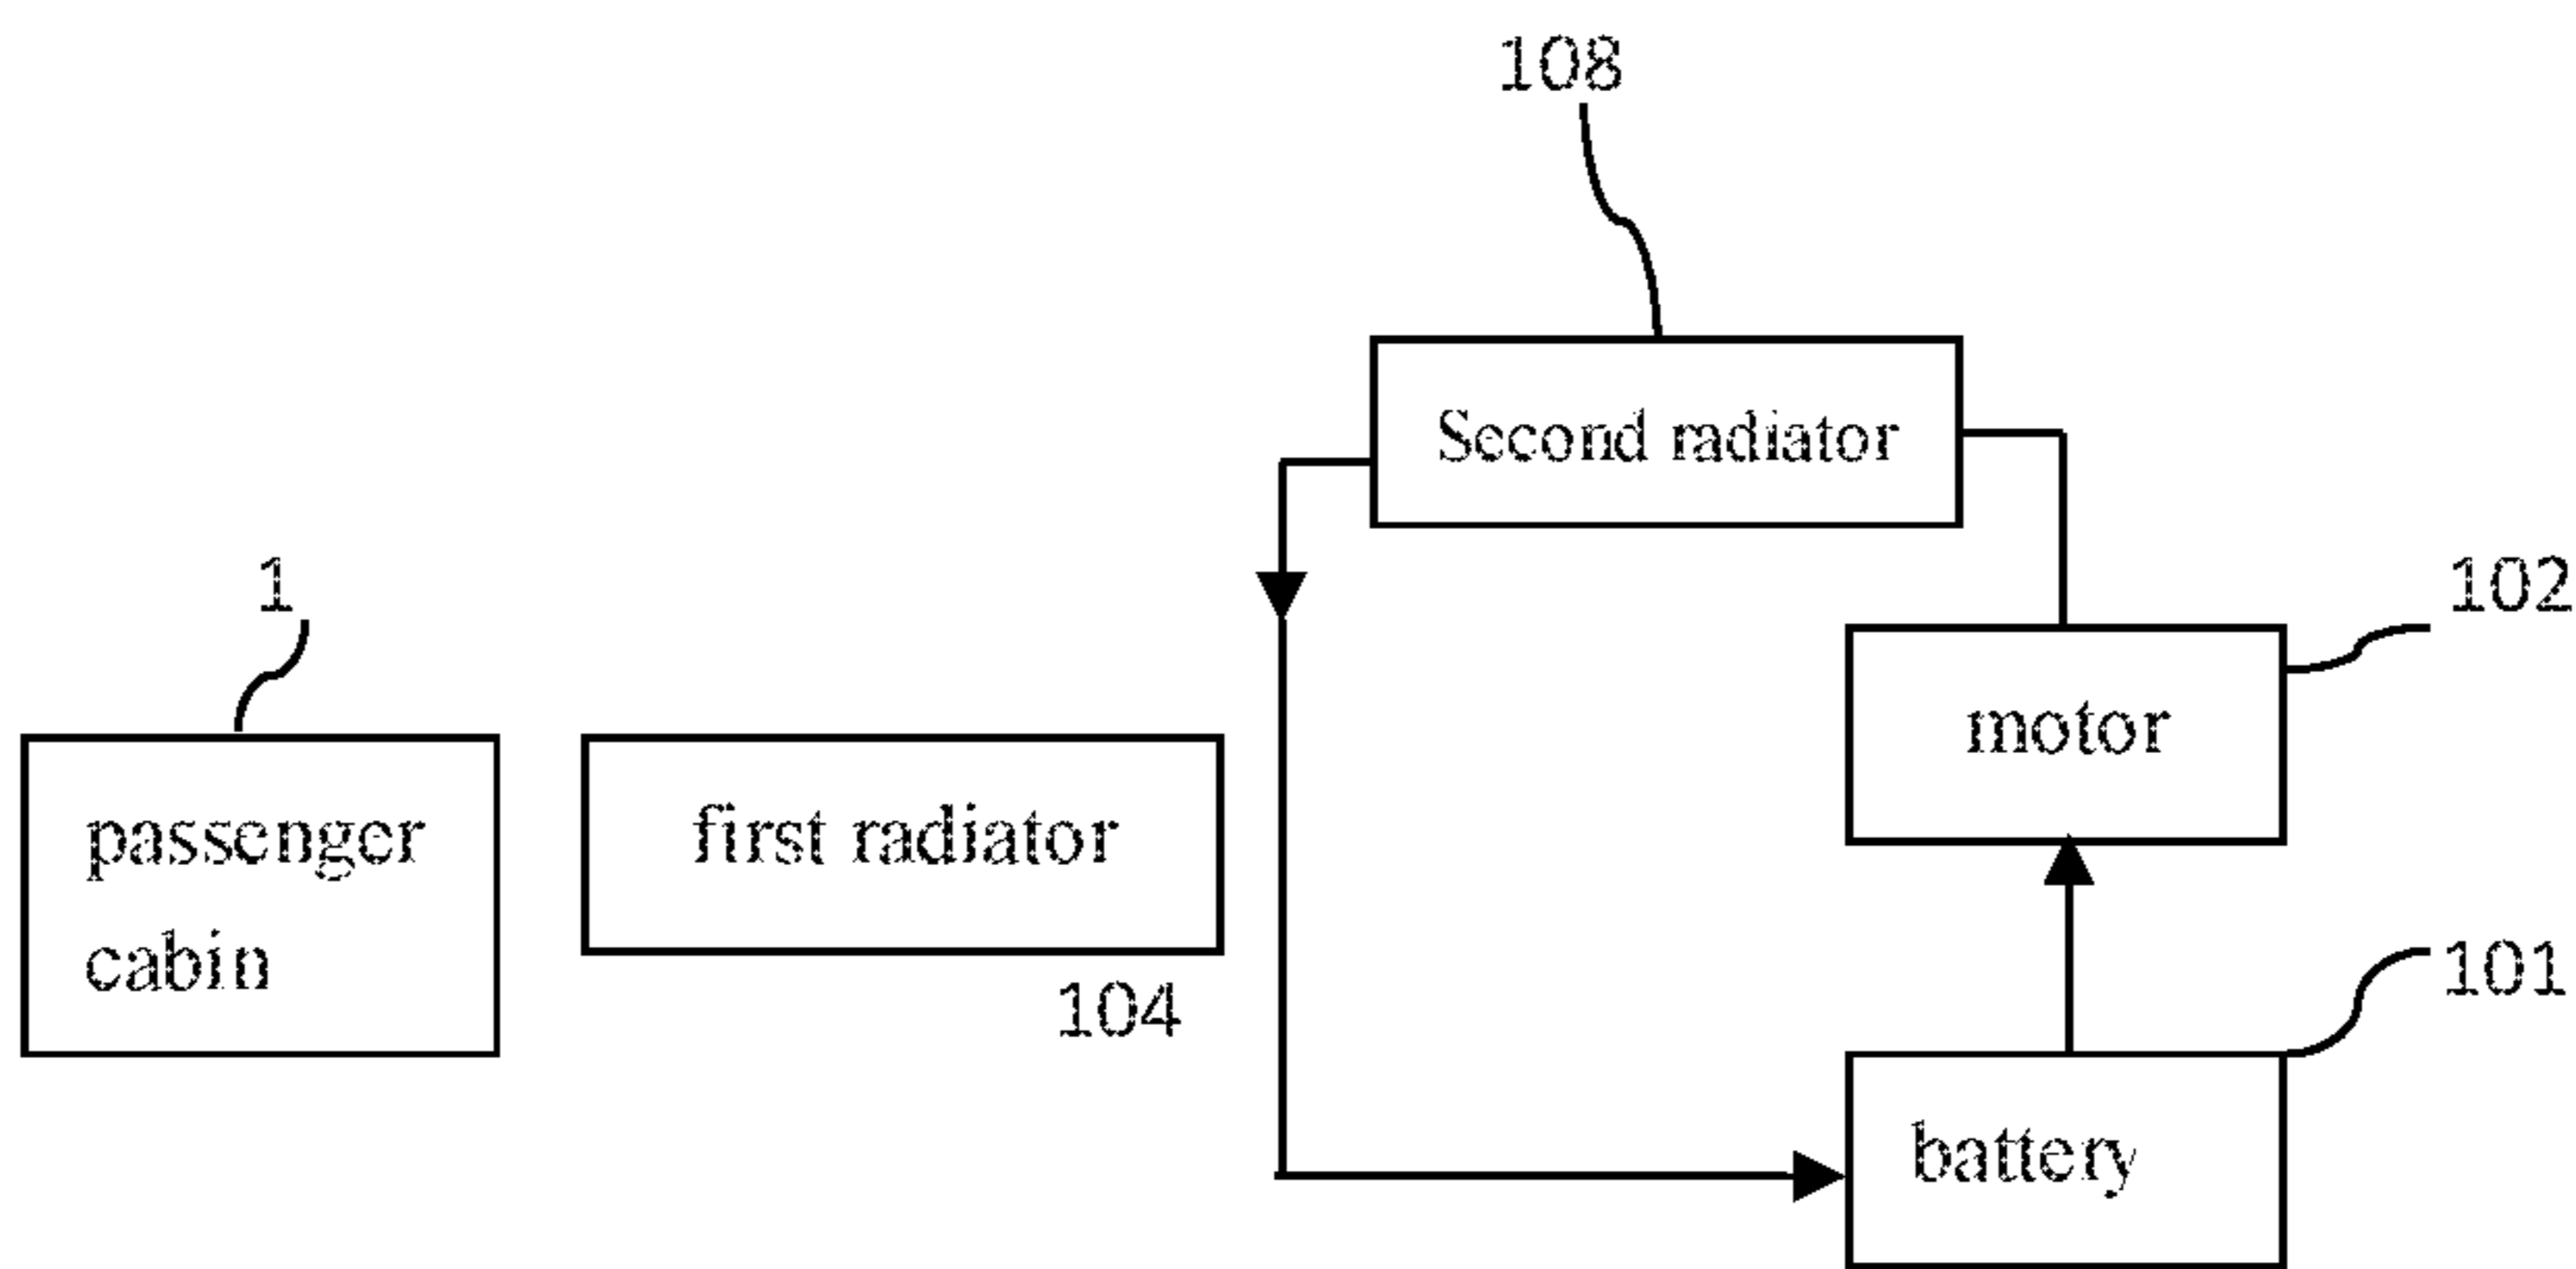 108
Second radiator
1
102
motor
passenger
cabin
first radiator
104
101
battery